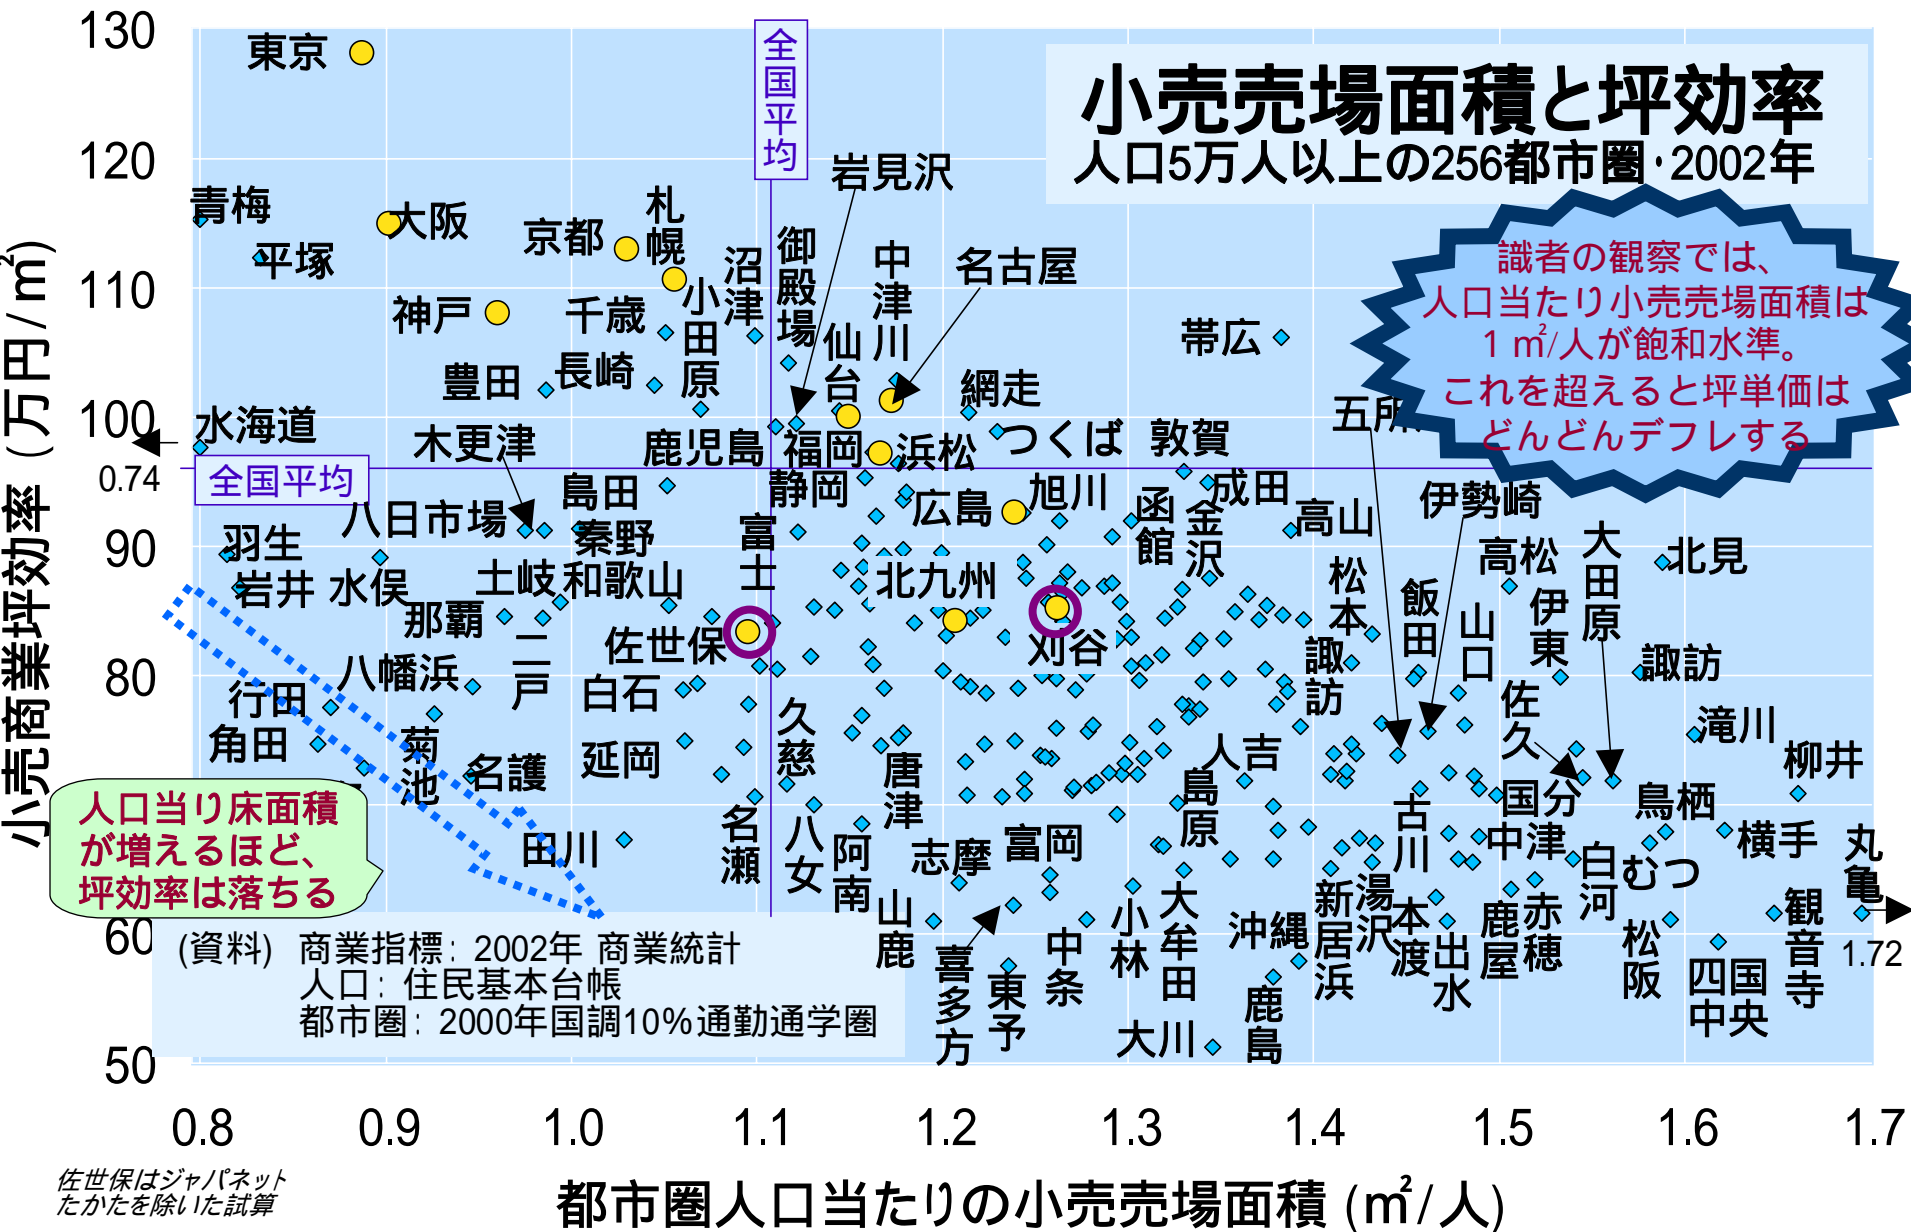 小売売場面積と坪効率
人口5万人以上の256都市圏・2002年
識者の観察では、
人口当たり小売売場面積は
1㎡/人が飽和水準。
これを超えると坪単価は
どんどんデフレする
小売商業坪効率(万円/㎡)
130
120
110
100
90
80
60
50
0.74
1.72
全国平均
全国平均
東京
青梅
大阪
平塚
京都
札幌
神戸
千歳
小田原
沼津
御殿場
岩見沢
中津川
名古屋
仙台
帯広
豊田
長崎
網走
水海道
木更津
鹿児島
福岡
浜松
つくば
敦賀
五所
静岡
島田
八日市場
広島
旭川
函館
金沢
成田
高山
伊勢崎
羽生
秦野
富士
岩井
水俣
土岐
和歌山
北九州
松本
高松
大田原
北見
飯田
山口
伊東
那覇
二戸
佐世保
刈谷
諏訪
諏訪
八幡浜
行田
白石
角田
菊池
名護
延岡
久慈
唐津
人吉
島原
佐久
滝川
柳井
国分
鳥栖
古川
中津
横手
丸亀
田川
名瀬
八女
阿南
志摩
富岡
白河
むつ
山鹿
喜多方
東予
中条
小林
大牟田
沖縄
新居浜
湯沢
本渡
出水
鹿屋
赤穂
松阪
四国中央
観音寺
大川
鹿島
人口当り床面積
が増えるほど、
坪効率は落ちる
(資料) 商業指標：2002年 商業統計
人口：住民基本台帳
都市圏：2000年国調10%通勤通学圏
0.8 0.9 1.0 1.1 1.2 1.3 1.4 1.5 1.6 1.7
都市圏人口当たりの小売売場面積(㎡/人)
佐世保はジャパネット
たかたを除いた試算